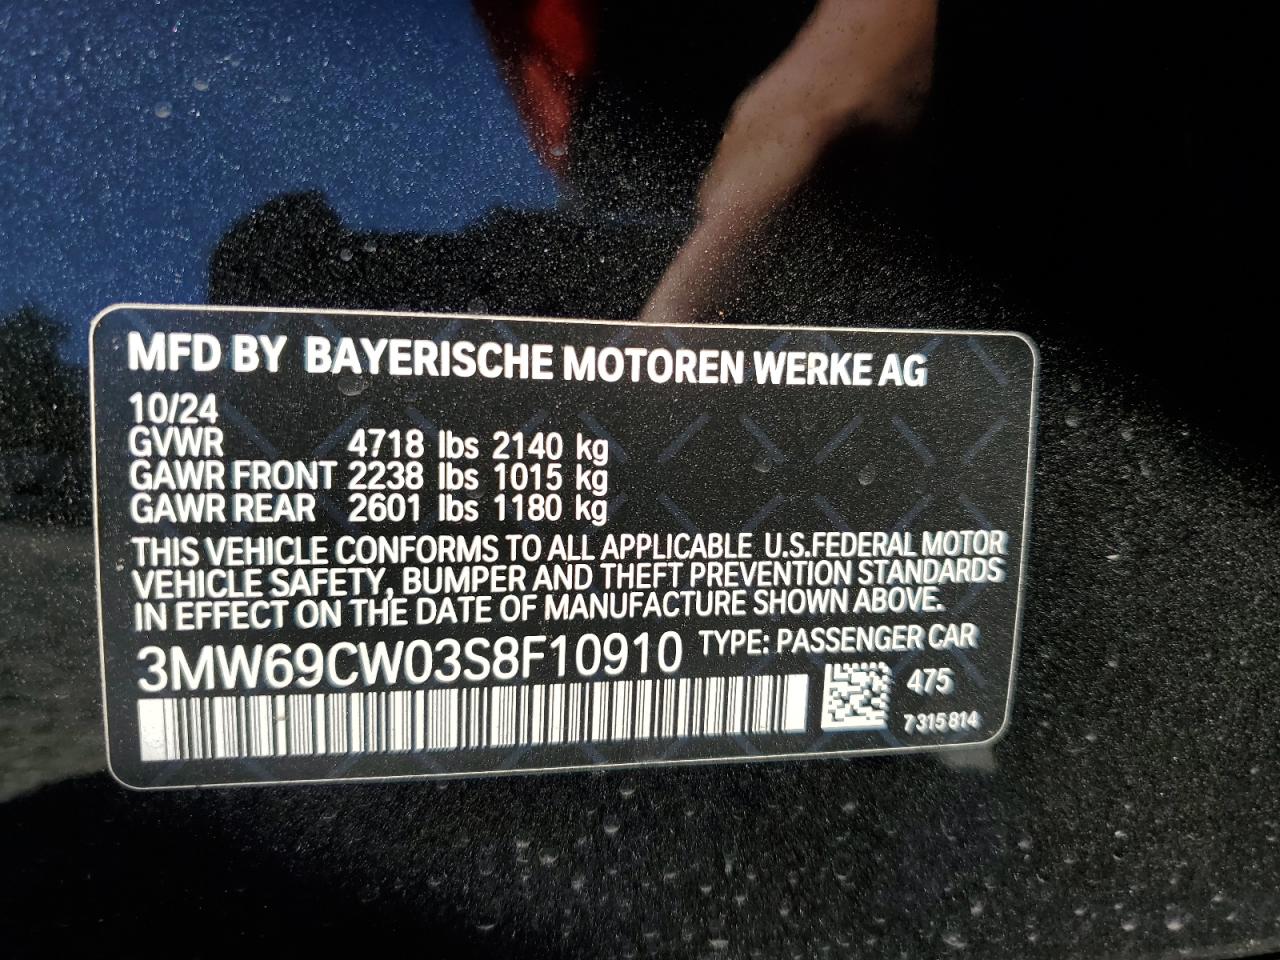 MFD BY BAYERISCHE MOTOREN WERKE AG
10/24
GVWR 4718 lbs 2140 kg
GAWR FRONT 2238 lbs 1015 kg
GAWR REAR 2601 lbs 1180 kg
THIS VEHICLE CONFORMS TO ALL APPLICABLE U.S.FEDERAL MOTOR
VEHICLE SAFETY, BUMPER AND THEFT PREVENTION STANDARDS
IN EFFECT ON THE DATE OF MANUFACTURE SHOWN ABOVE.
3MW69CW03S8F10910 TYPE: PASSENGER CAR
475
7 315 814